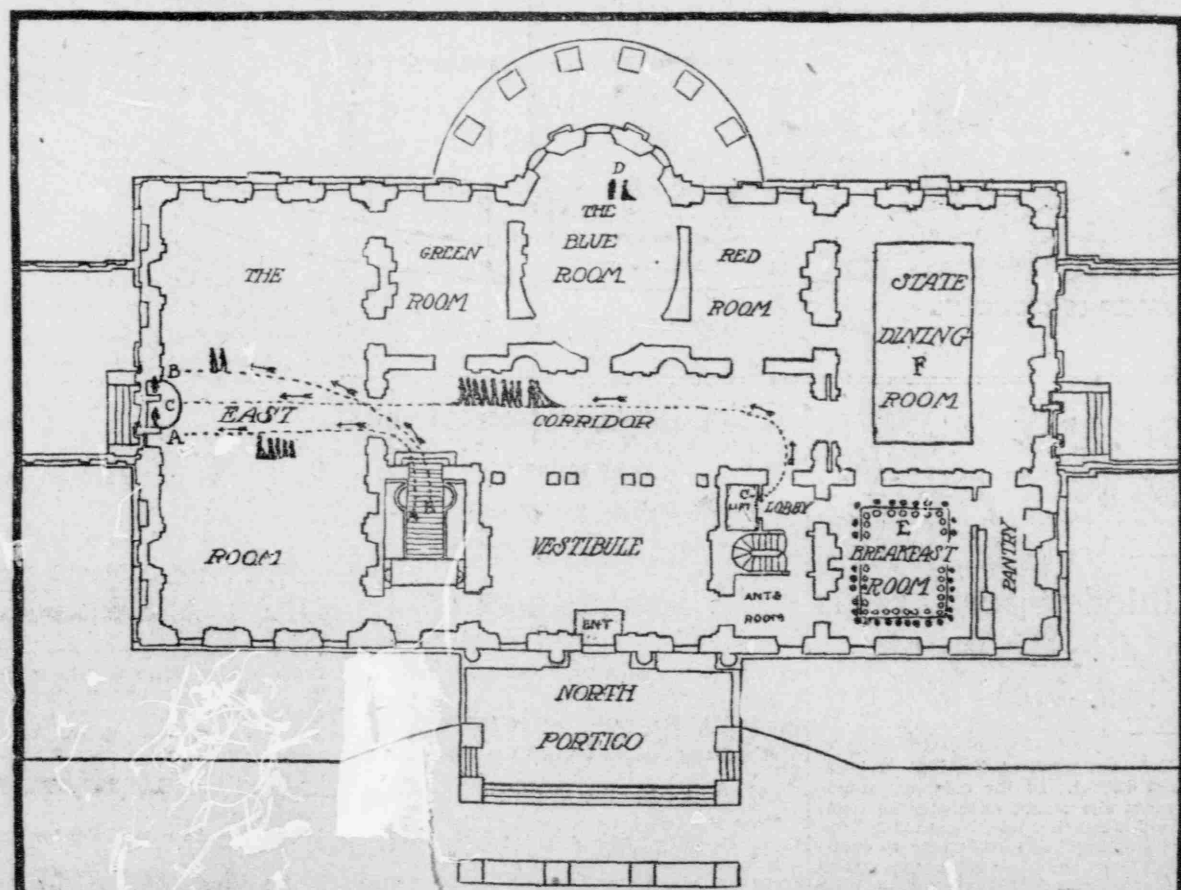 D
THE
BLUE
ROOM
GREEN
ROOM
RED
ROOM
THE
EAST
ROOM
B
C
A
CORRIDOR
STATE
DINING
F
ROOM
LOBBY
VESTIBULE
E
BREAKFAST
ROOM
PANTRY
ANTE
ROOM
ENT
NORTH
PORTICO